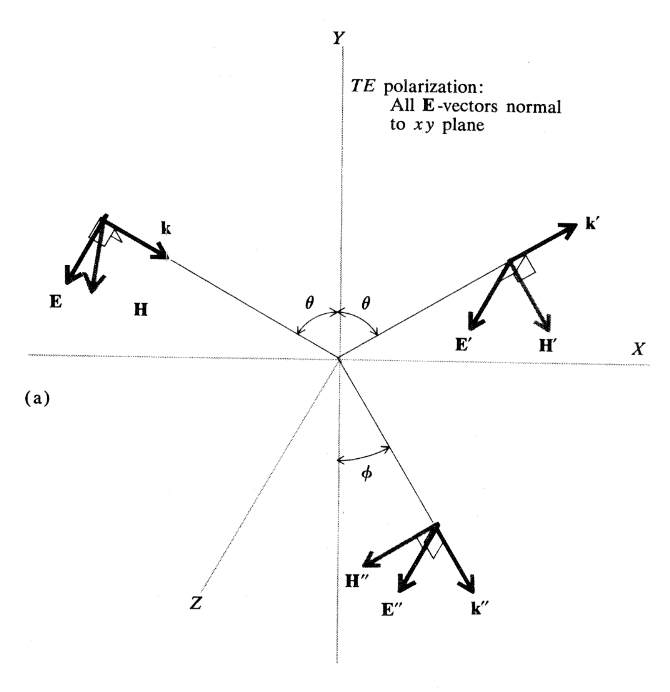 Y
TE polarization:
All E-vectors normal
to xy plane
k
k′
E
H
θ
θ
E′
H′
X
(a)
ϕ
H″
E″
k″
Z